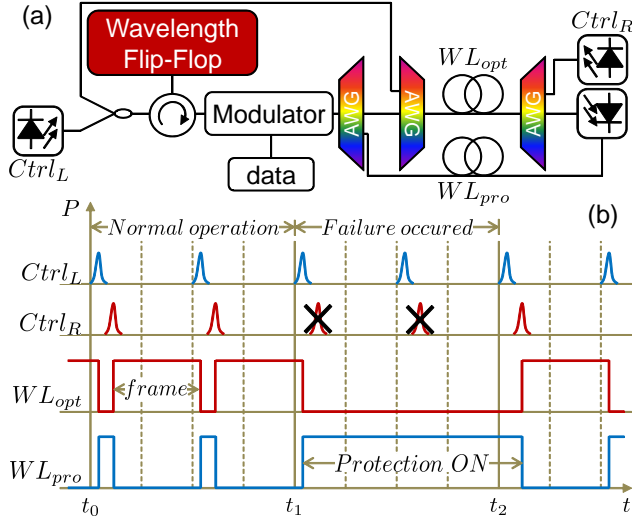 (a)
Wavelength
Flip-Flop
WL_opt
Ctrl_R
AWG
AWG
AWG
Modulator
Ctrl_L
data
WL_pro
P
Normal operation
Failure occured
(b)
Ctrl_L
Ctrl_R
WL_opt
frame
WL_pro
Protection ON
t_0
t_1
t_2
t